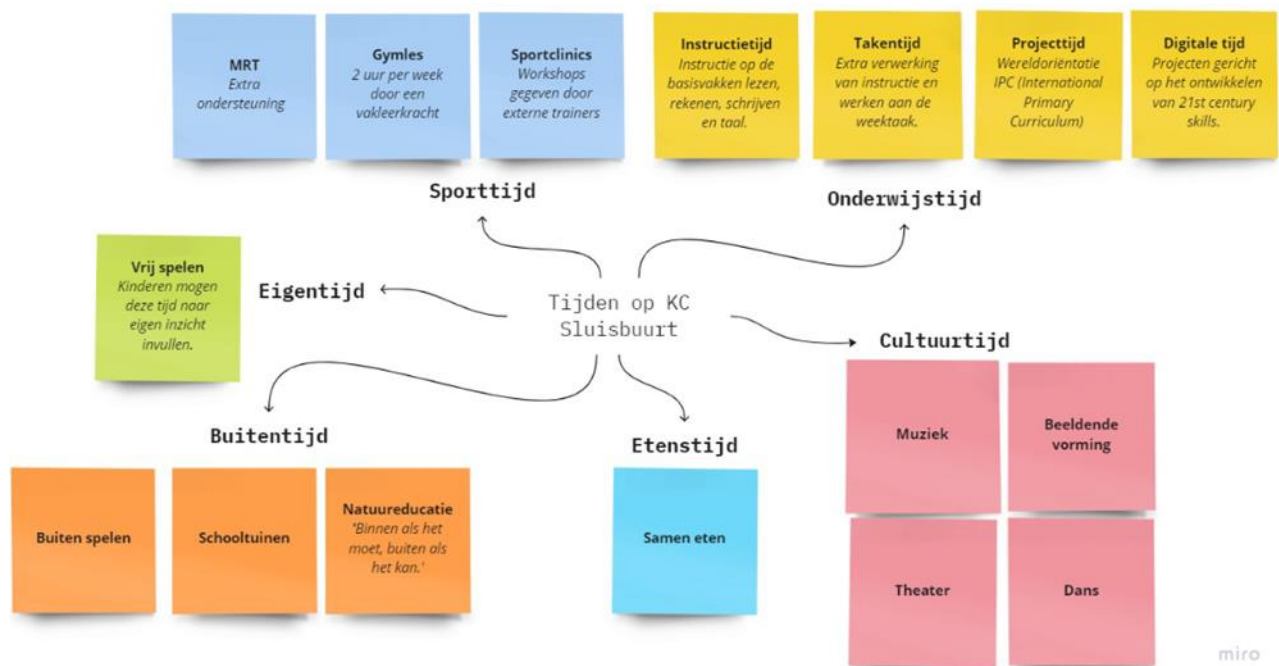 MRT
Extra
ondersteuning
Gymles
2 uur per week
door een
vakleerkracht
Sportclinics
Workshops
gegeven door
externe trainers
Instructietijd
Instructie op de
basisvakken lezen,
rekenen, schrijven
en taal.
Takentijd
Extra verwerking
van instructie en
werken aan de
weektaak.
Projecttijd
Wereldoriëntatie
IPC (International
Primary
Curriculum)
Digitale tijd
Projecten gericht
op het ontwikkelen
van 21st century
skills.
Sporttijd
Onderwijstijd
Vrij spelen
Kinderen mogen
deze tijd naar
eigen inzicht
invullen.
Eigentijd
Tijden op KC
Sluisbuurt
Cultuurtijd
Muziek
Beeldende
vorming
Theater
Dans
Buitentijd
Buiten spelen
Schooltuinen
Natuureducatie
"Binnen als het
moet, buiten als
het kan.'
Etenstijd
Samen eten
miro